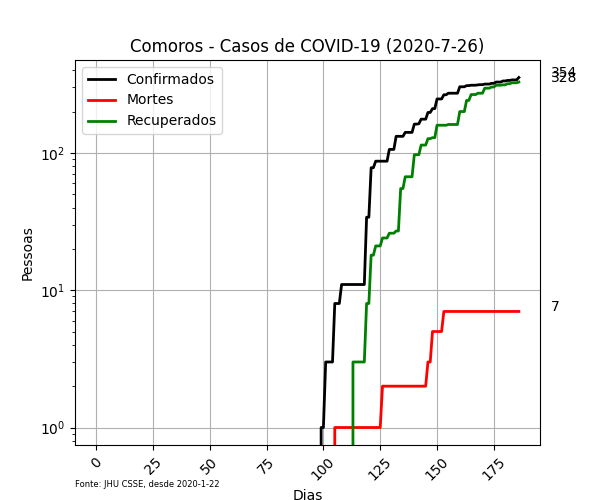 Comoros - Casos de COVID-19 (2020-7-26)
Confirmados
Mortes
Recuperados
354
328
7
Pessoas
10²
10¹
10⁰
0
25
50
75
100
125
150
175
Fonte: JHU CSSE, desde 2020-1-22
Dias